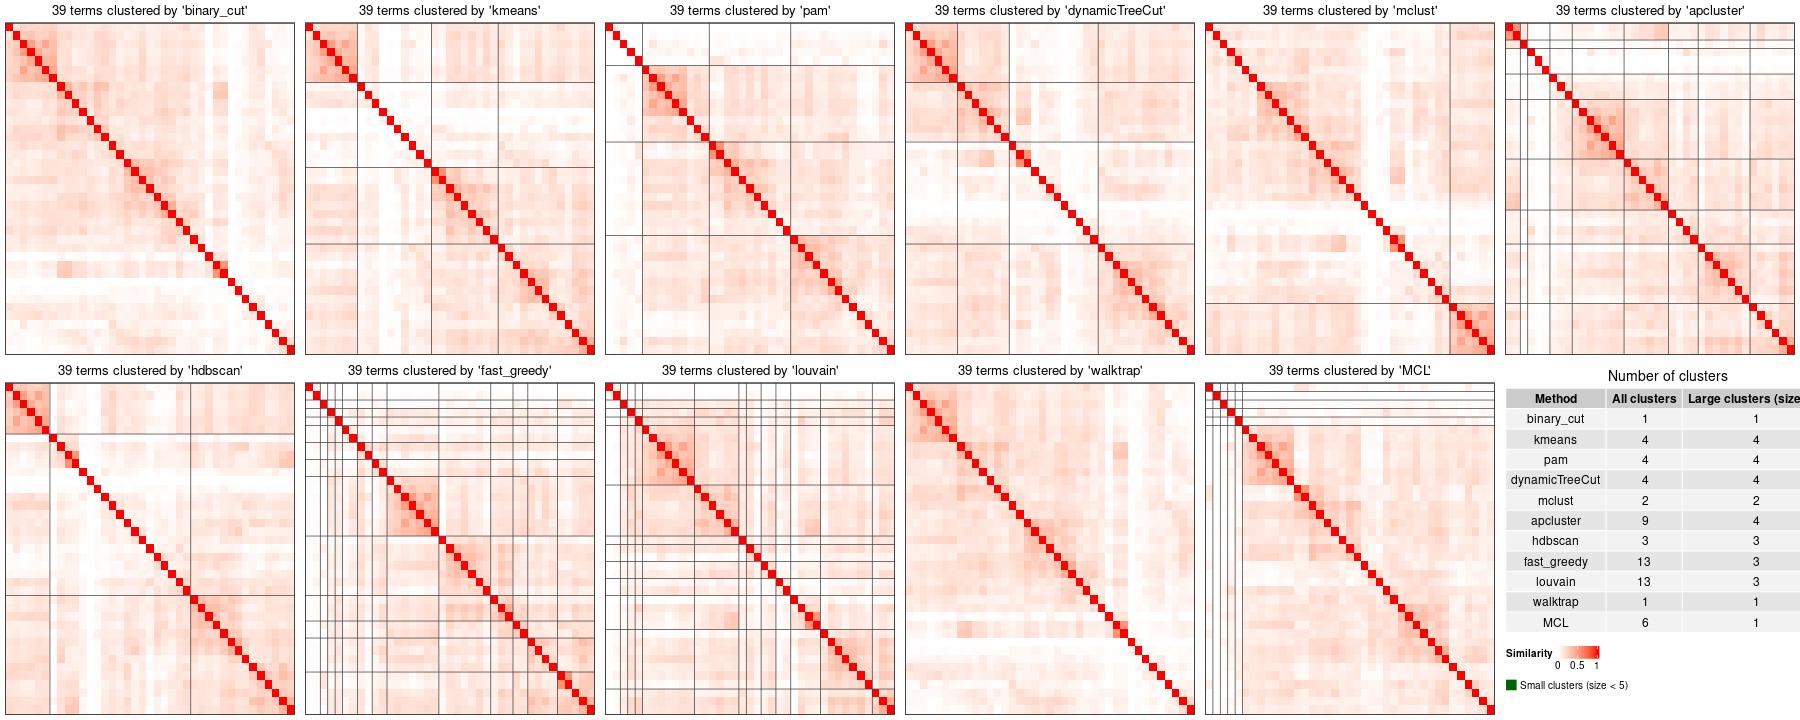 39 terms clustered by 'binary_cut'
39 terms clustered by 'kmeans'
39 terms clustered by 'pam'
39 terms clustered by 'dynamicTreeCut'
39 terms clustered by 'mclust'
39 terms clustered by 'apcluster'
39 terms clustered by 'hdbscan'
39 terms clustered by 'fast_greedy'
39 terms clustered by 'louvain'
39 terms clustered by 'walktrap'
39 terms clustered by 'MCL'
Number of clusters
Method All clusters Large clusters (size
binary_cut 1 1
kmeans 4 4
pam 4 4
dynamicTreeCut 4 4
mclust 2 2
apcluster 9 4
hdbscan 3 3
fast_greedy 13 3
louvain 13 3
walktrap 1 1
MCL 6 1
Similarity
0 0.5 1
Small clusters (size < 5)